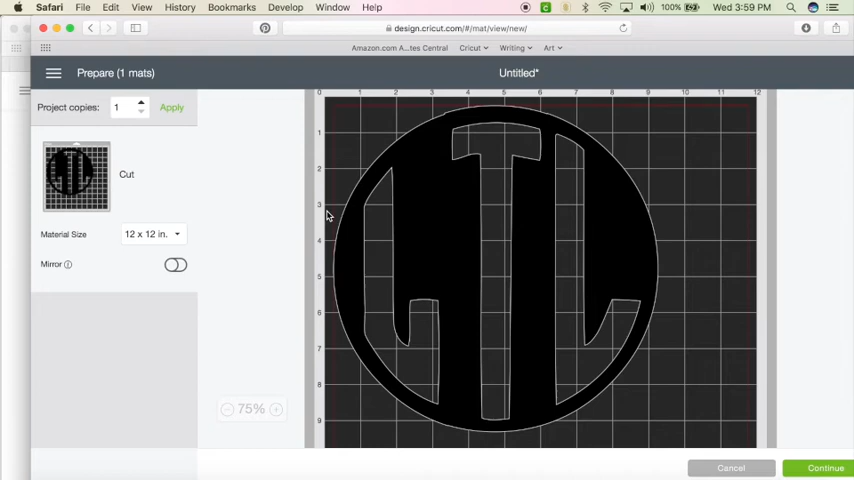 Safari File Edit View History Bookmarks Develop Window Help 100% Wed 3:59 PM
design.cricut.com/#/mat/view/new/
Amazon.com A...tes Central Cricut Writing Art
Prepare (1 mats) Untitled*
Project copies: 1 Apply
0 1 2 3 4 5 6 7 8 9 10 11 12
1
2
3
4
5
6
7
8
9
Cut
Material Size 12 x 12 in.
Mirror
LTL
75%
Cancel Continue